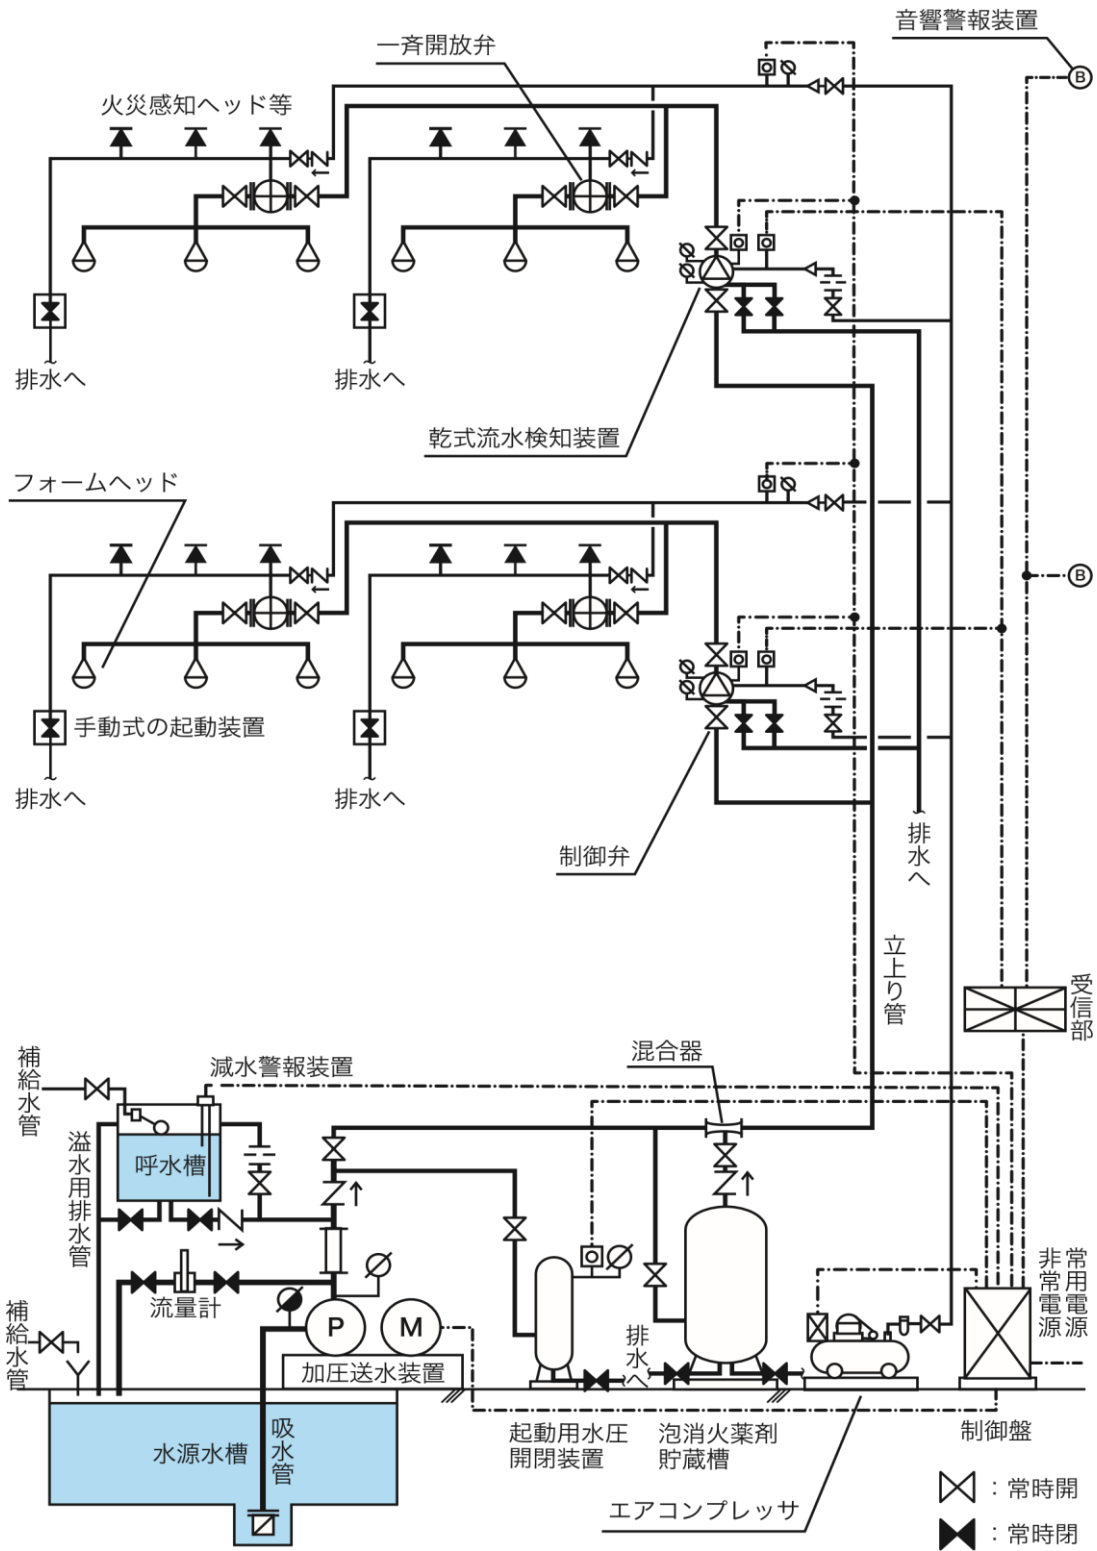 音響警報装置
一斉開放弁
B
火災感知ヘッド等
排水へ
排水へ
乾式流水検知装置
フォームヘッド
B
手動式の起動装置
排水へ
排水へ
制御弁
排水へ
立上り管
受信部
補給水管
減水警報装置
混合器
呼水槽
溢水用排水管
流量計
補給水管
P
M
加圧送水装置
排水へ
非常電源
常用電源
水源水槽
吸水管
起動用水圧
開閉装置
泡消火薬剤
貯蔵槽
エアコンプレッサ
制御盤
：常時開
：常時閉